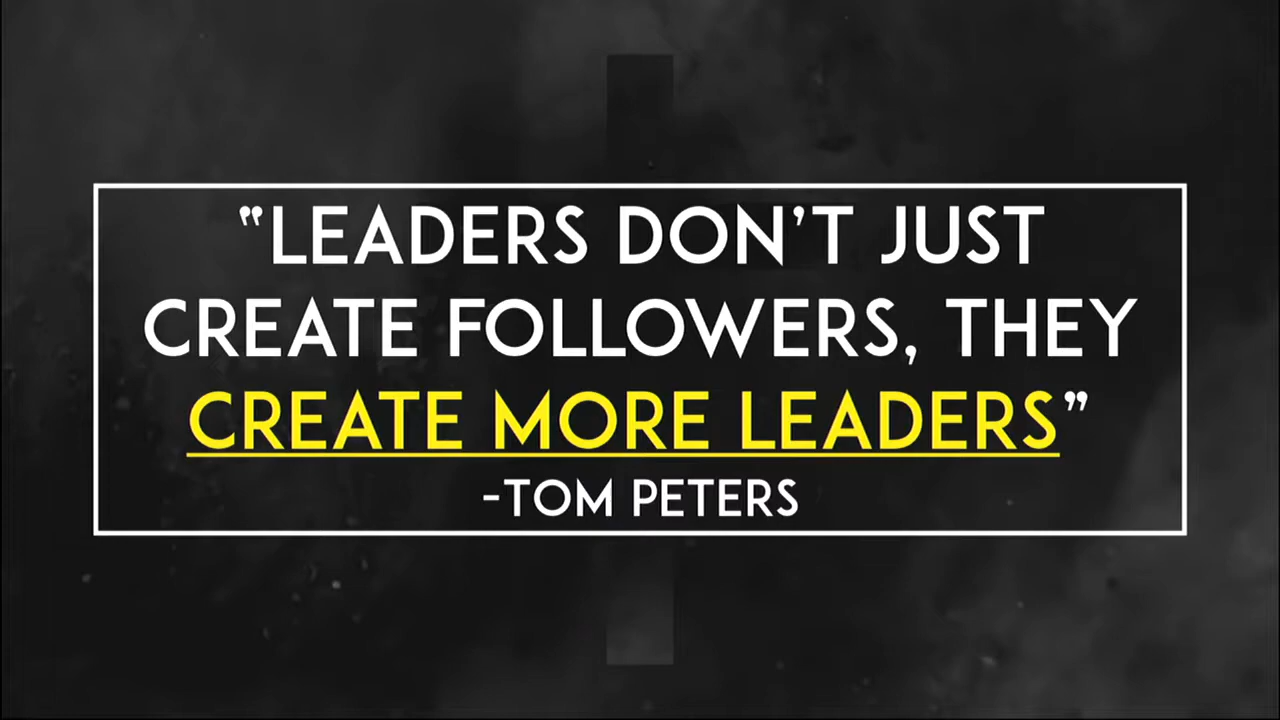 “LEADERS DON’T JUST
CREATE FOLLOWERS, THEY
CREATE MORE LEADERS”
-TOM PETERS